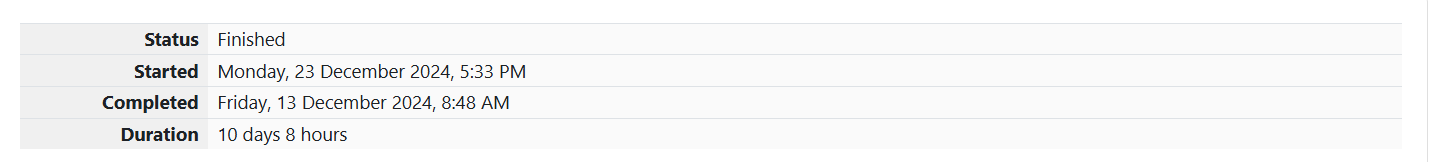 Status Finished
Started Monday, 23 December 2024, 5:33 PM
Completed Friday, 13 December 2024, 8:48 AM
Duration 10 days 8 hours